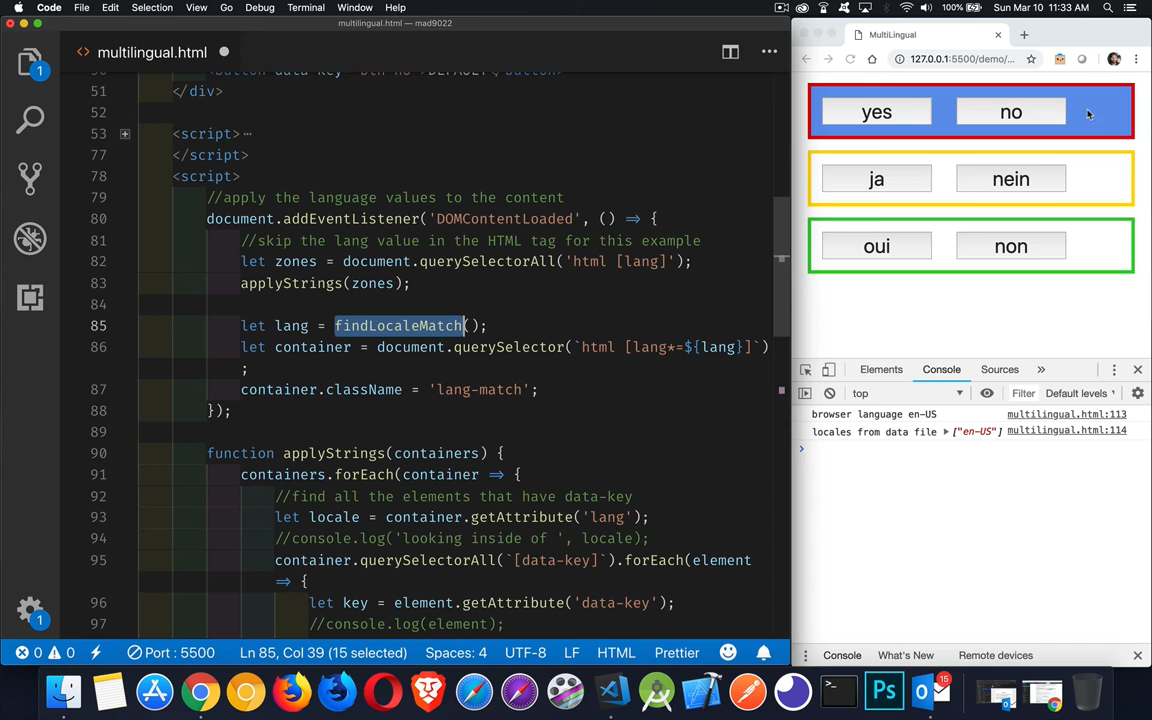 Code File Edit Selection View Go Debug Terminal Window Help
100% Sun Mar 10 11:33 AM
multilingual.html — mad9022
<> multilingual.html
MultiLingual
127.0.0.1:5500/demo/...
51 </div>
52
53 <script>
77 </script>
78 <script>
79 //apply the language values to the content
80 document.addEventListener('DOMContentLoaded', () => {
81 //skip the lang value in the HTML tag for this example
82 let zones = document.querySelectorAll('html [lang]');
83 applyStrings(zones);
84
85 let lang = findLocaleMatch();
86 let container = document.querySelector(`html [lang*=${lang}]`)
;
87 container.className = 'lang-match';
88 });
89
90 function applyStrings(containers) {
91 containers.forEach(container => {
92 //find all the elements that have data-key
93 let locale = container.getAttribute('lang');
94 //console.log('looking inside of ', locale);
95 container.querySelectorAll(`[data-key]`).forEach(element
=> {
96 let key = element.getAttribute('data-key');
97 //console.log(element);
1
1
yes no
ja nein
oui non
Elements Console Sources »
top Filter Default levels
browser language en-US multilingual.html:113
locales from data file ["en-US"] multilingual.html:114
Console What's New Remote devices
0 0 Port : 5500 Ln 85, Col 39 (15 selected) Spaces: 4 UTF-8 LF HTML Prettier
Ps
15